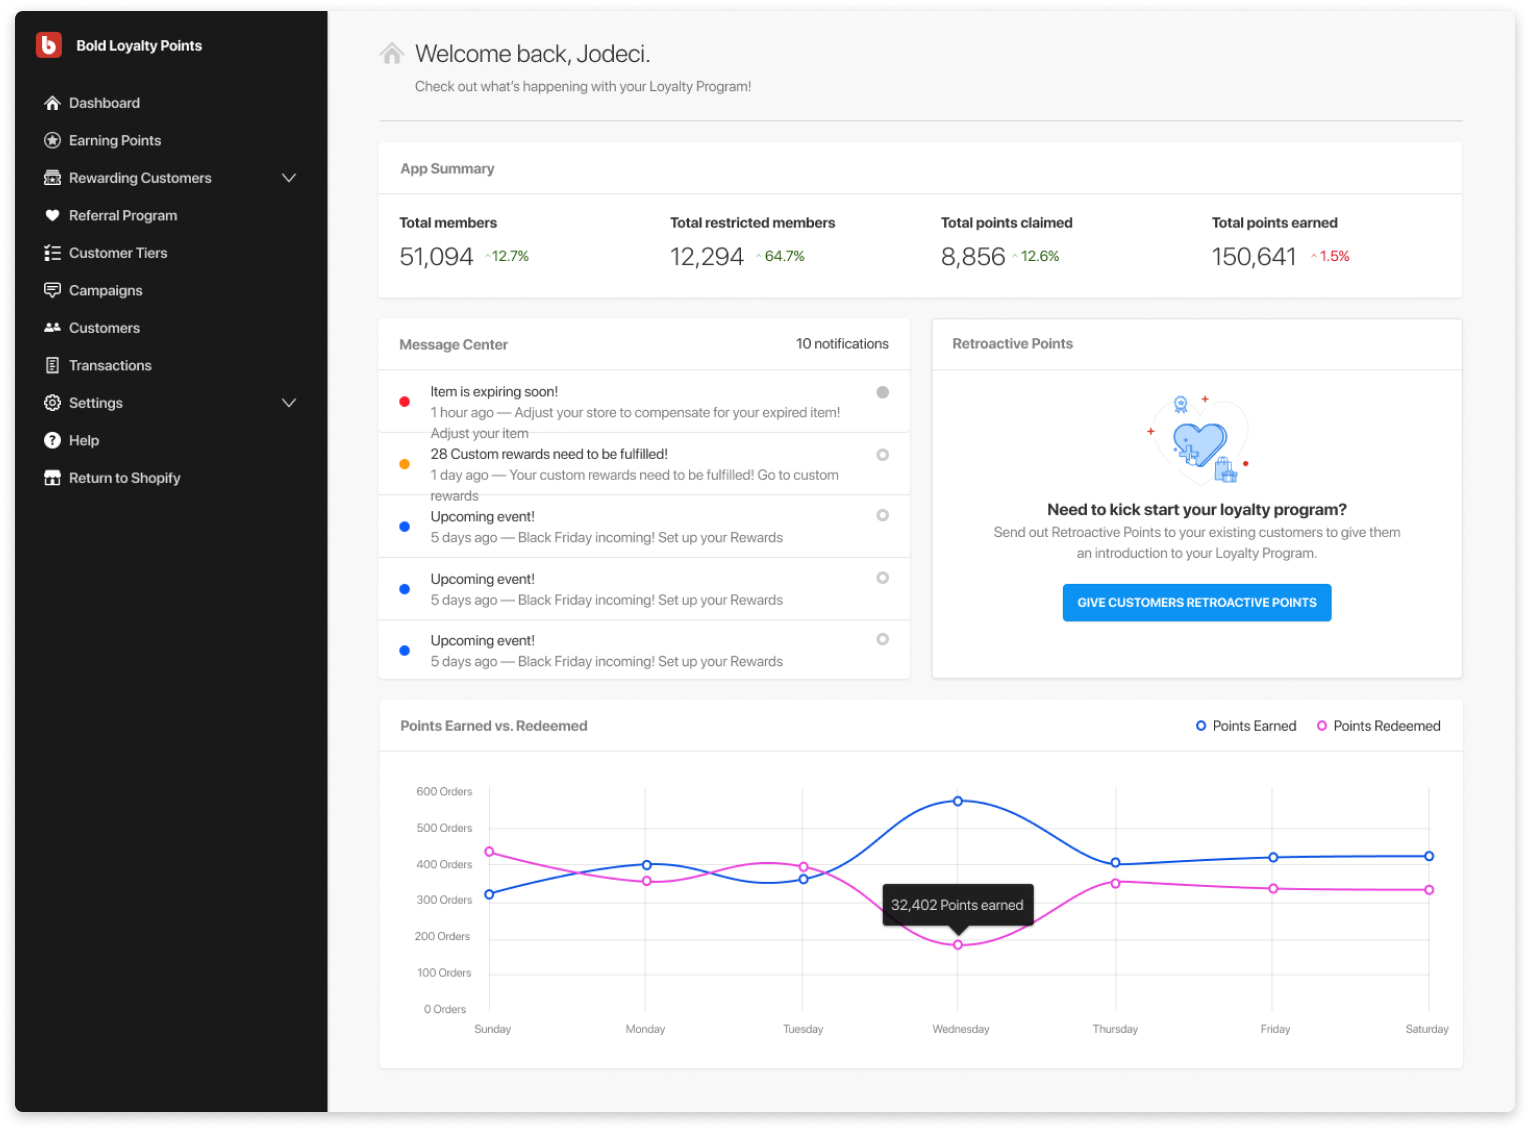 Bold Loyalty Points
Dashboard
Earning Points
Rewarding Customers
Referral Program
Customer Tiers
Campaigns
Customers
Transactions
Settings
Help
Return to Shopify
Welcome back, Jodeci.
Check out what's happening with your Loyalty Program!
App Summary
Total members
51,094 12.7%
Total restricted members
12,294 64.7%
Total points claimed
8,856 12.6%
Total points earned
150,641 1.5%
Message Center
10 notifications
Item is expiring soon!
1 hour ago — Adjust your store to compensate for your expired item!
Adjust your item
28 Custom rewards need to be fulfilled!
1 day ago — Your custom rewards need to be fulfilled! Go to custom
rewards
Upcoming event!
5 days ago — Black Friday incoming! Set up your Rewards
Upcoming event!
5 days ago — Black Friday incoming! Set up your Rewards
Upcoming event!
5 days ago — Black Friday incoming! Set up your Rewards
Retroactive Points
Need to kick start your loyalty program?
Send out Retroactive Points to your existing customers to give them
an introduction to your Loyalty Program.
GIVE CUSTOMERS RETROACTIVE POINTS
Points Earned vs. Redeemed
Points Earned
Points Redeemed
600 Orders
500 Orders
400 Orders
300 Orders
200 Orders
100 Orders
0 Orders
32,402 Points earned
Sunday
Monday
Tuesday
Wednesday
Thursday
Friday
Saturday